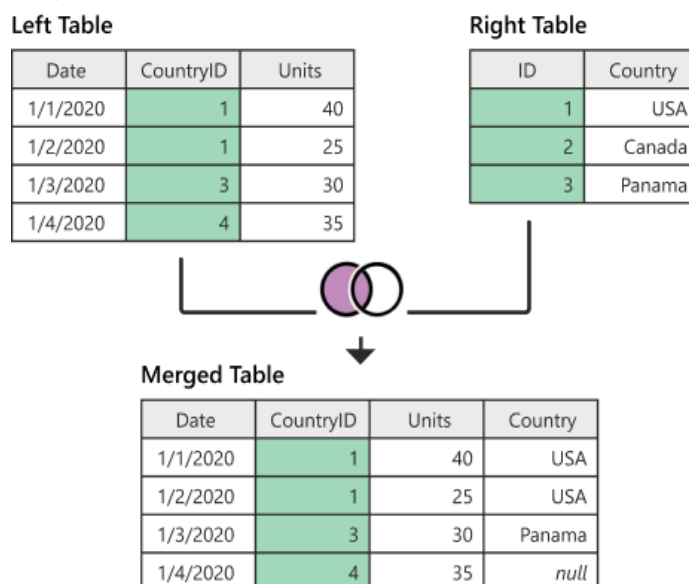 Left Table
Right Table
Date CountryID Units
1/1/2020 1 40
1/2/2020 1 25
1/3/2020 3 30
1/4/2020 4 35
ID Country
1 USA
2 Canada
3 Panama
Merged Table
Date CountryID Units Country
1/1/2020 1 40 USA
1/2/2020 1 25 USA
1/3/2020 3 30 Panama
1/4/2020 4 35 null